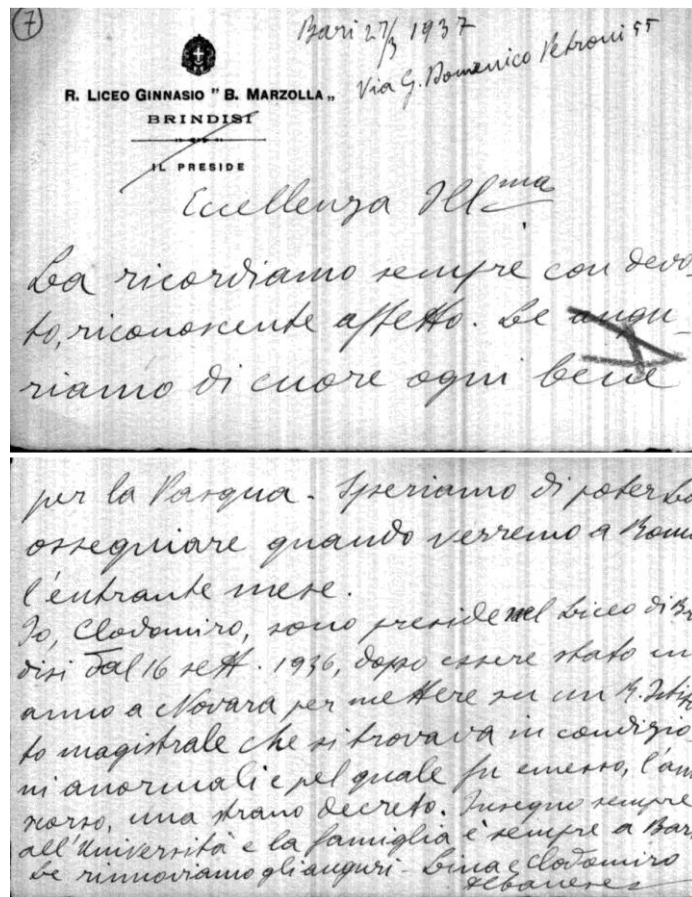 7
Bari 27/3 1937
Via G. Domenico Petroni 55
R. LICEO GINNASIO " B. MARZOLLA „
BRINDISI
IL PRESIDE
Eccellenza Ill^ma
La ricordiamo sempre con devo
to, riconoscente affetto. Le augu-
riamo di cuore ogni bene
per la Pasqua - Speriamo di poterLa
ossequiare quando verremo a Roma
l'entrante mese.
Io, Clodomiro, sono preside nel Liceo di Br
disi dal 16 sett. 1936, dopo essere stato un
anno a Novara per mettere su un R. Istitu
to magistrale che si trovava in condizio
ni anormali e pel quale fu emesso, l'an
scorso, uno strano decreto. Insegno sempre
all'Università e la famiglia è sempre a Bari
Le rinnoviamo gli auguri - Lina e Clodomiro
Albanese